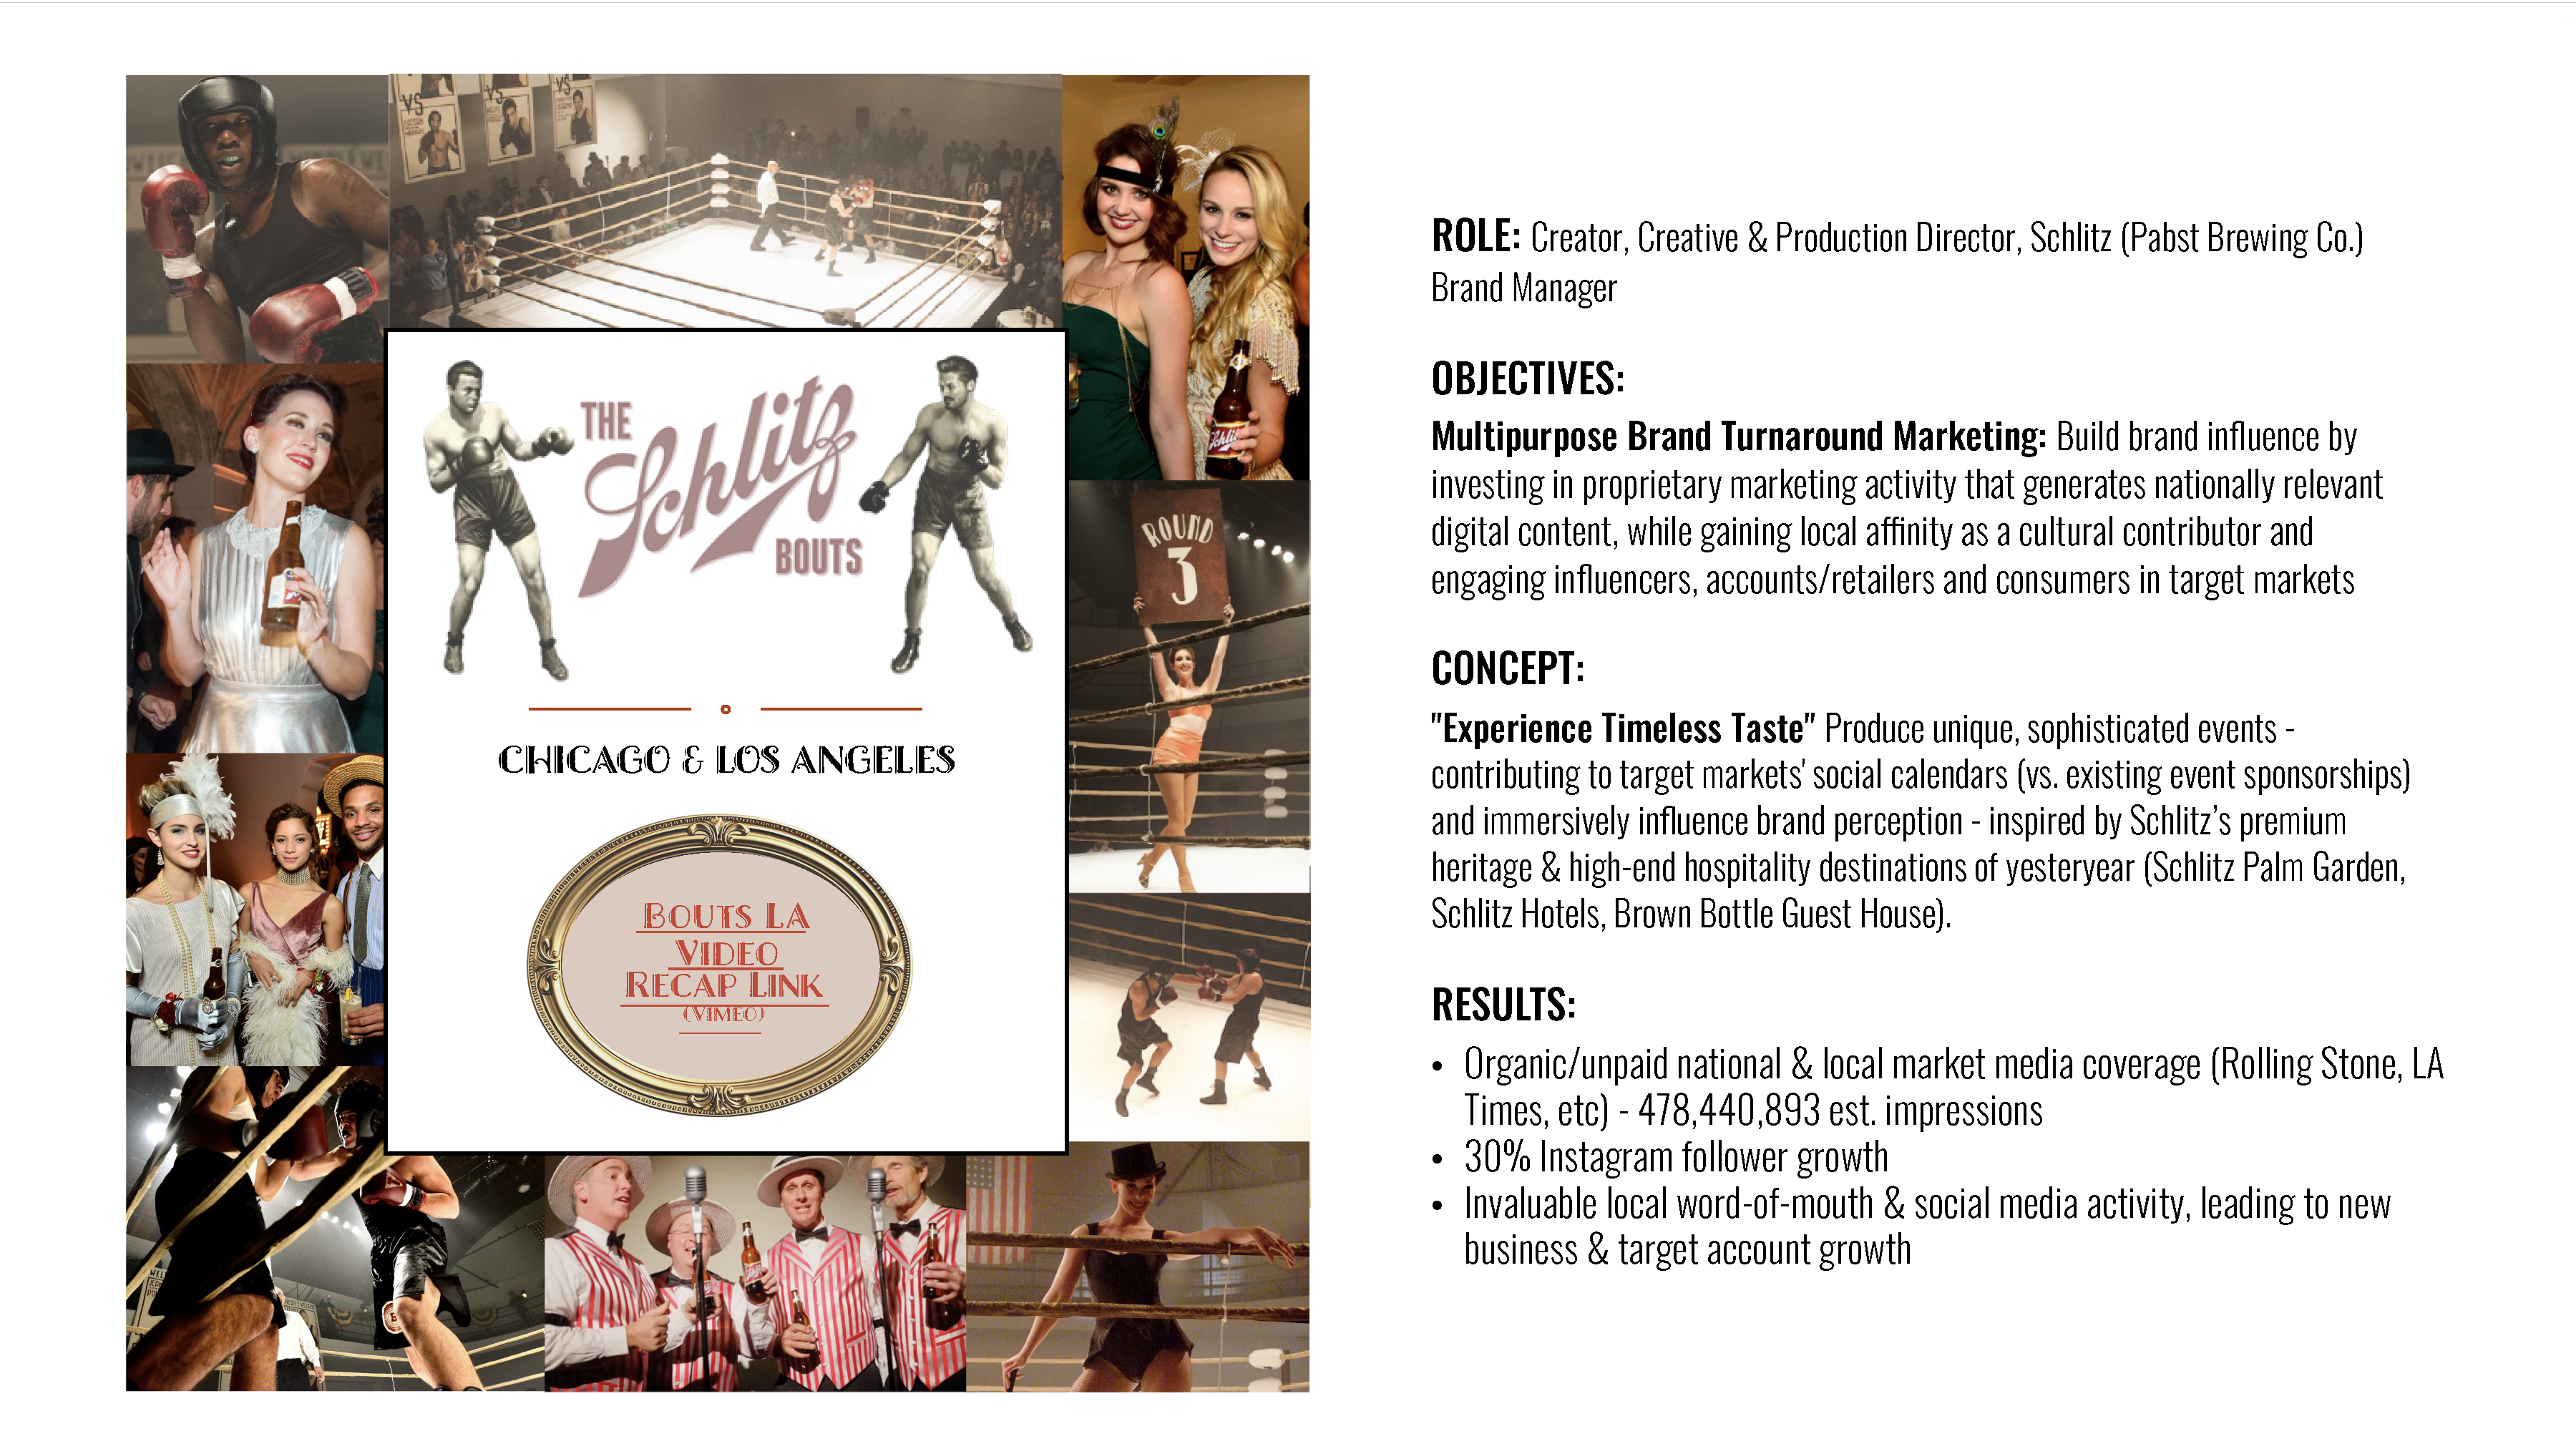 VS
VS
VS
THE
Schlitz
BOUTS
CHICAGO & LOS ANGELES
BOUTS LA
VIDEO
RECAP LINK
(VIMEO)
Schlitz
ROUND
3
ROLE: Creator, Creative & Production Director, Schlitz (Pabst Brewing Co.)
Brand Manager
OBJECTIVES:
Multipurpose Brand Turnaround Marketing: Build brand influence by
investing in proprietary marketing activity that generates nationally relevant
digital content, while gaining local affinity as a cultural contributor and
engaging influencers, accounts/retailers and consumers in target markets
CONCEPT:
"Experience Timeless Taste" Produce unique, sophisticated events -
contributing to target markets' social calendars (vs. existing event sponsorships)
and immersively influence brand perception - inspired by Schlitz’s premium
heritage & high-end hospitality destinations of yesteryear (Schlitz Palm Garden,
Schlitz Hotels, Brown Bottle Guest House).
RESULTS:
• Organic/unpaid national & local market media coverage (Rolling Stone, LA
Times, etc) - 478,440,893 est. impressions
• 30% Instagram follower growth
• Invaluable local word-of-mouth & social media activity, leading to new
business & target account growth